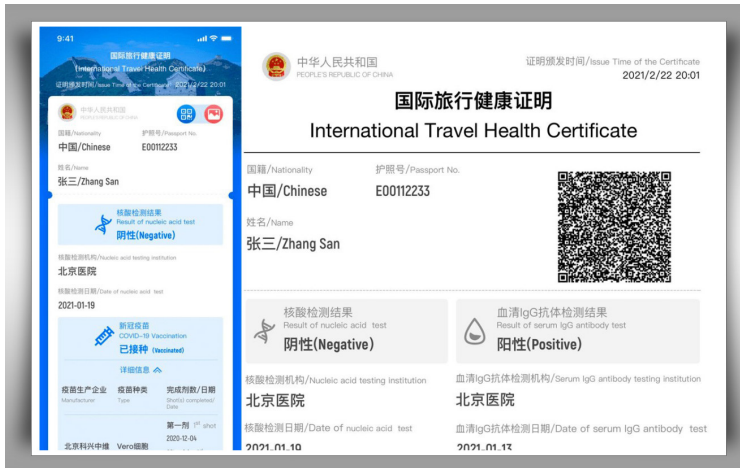 9:41
国际旅行健康证明
(International Travel Health Certificate)
证明颁发时间/Issue Time of the Certificate 2021/2/22 20:01
中华人民共和国
PEOPLE'S REPUBLIC OF CHINA
国籍/Nationality 护照号/Passport No.
中国/Chinese E00112233
姓名/Name
张三/Zhang San
核酸检测结果
Result of nucleic acid test
阴性(Negative)
核酸检测机构/Nucleic acid testing institution
北京医院
核酸检测日期/Date of nucleic acid test
2021-01-19
新冠疫苗
COVID-19 Vaccination
已接种 (Vaccinated)
详细信息
疫苗生产企业 疫苗种类 完成剂数/日期
Manufacturer Type Shot(s) completed/
Date
第一剂 1st shot
2020-12-04
北京科兴中维 Vero细胞
中华人民共和国
PEOPLE'S REPUBLIC OF CHINA
证明颁发时间/Issue Time of the Certificate
2021/2/22 20:01
国际旅行健康证明
International Travel Health Certificate
国籍/Nationality 护照号/Passport No.
中国/Chinese E00112233
姓名/Name
张三/Zhang San
核酸检测结果
Result of nucleic acid test
阴性(Negative)
血清IgG抗体检测结果
Result of serum IgG antibody test
阳性(Positive)
核酸检测机构/Nucleic acid testing institution
北京医院
血清IgG抗体检测机构/Serum IgG antibody testing institution
北京医院
核酸检测日期/Date of nucleic acid test
2021-01-19
血清IgG抗体检测日期/Date of serum IgG antibody test
2021-01-13